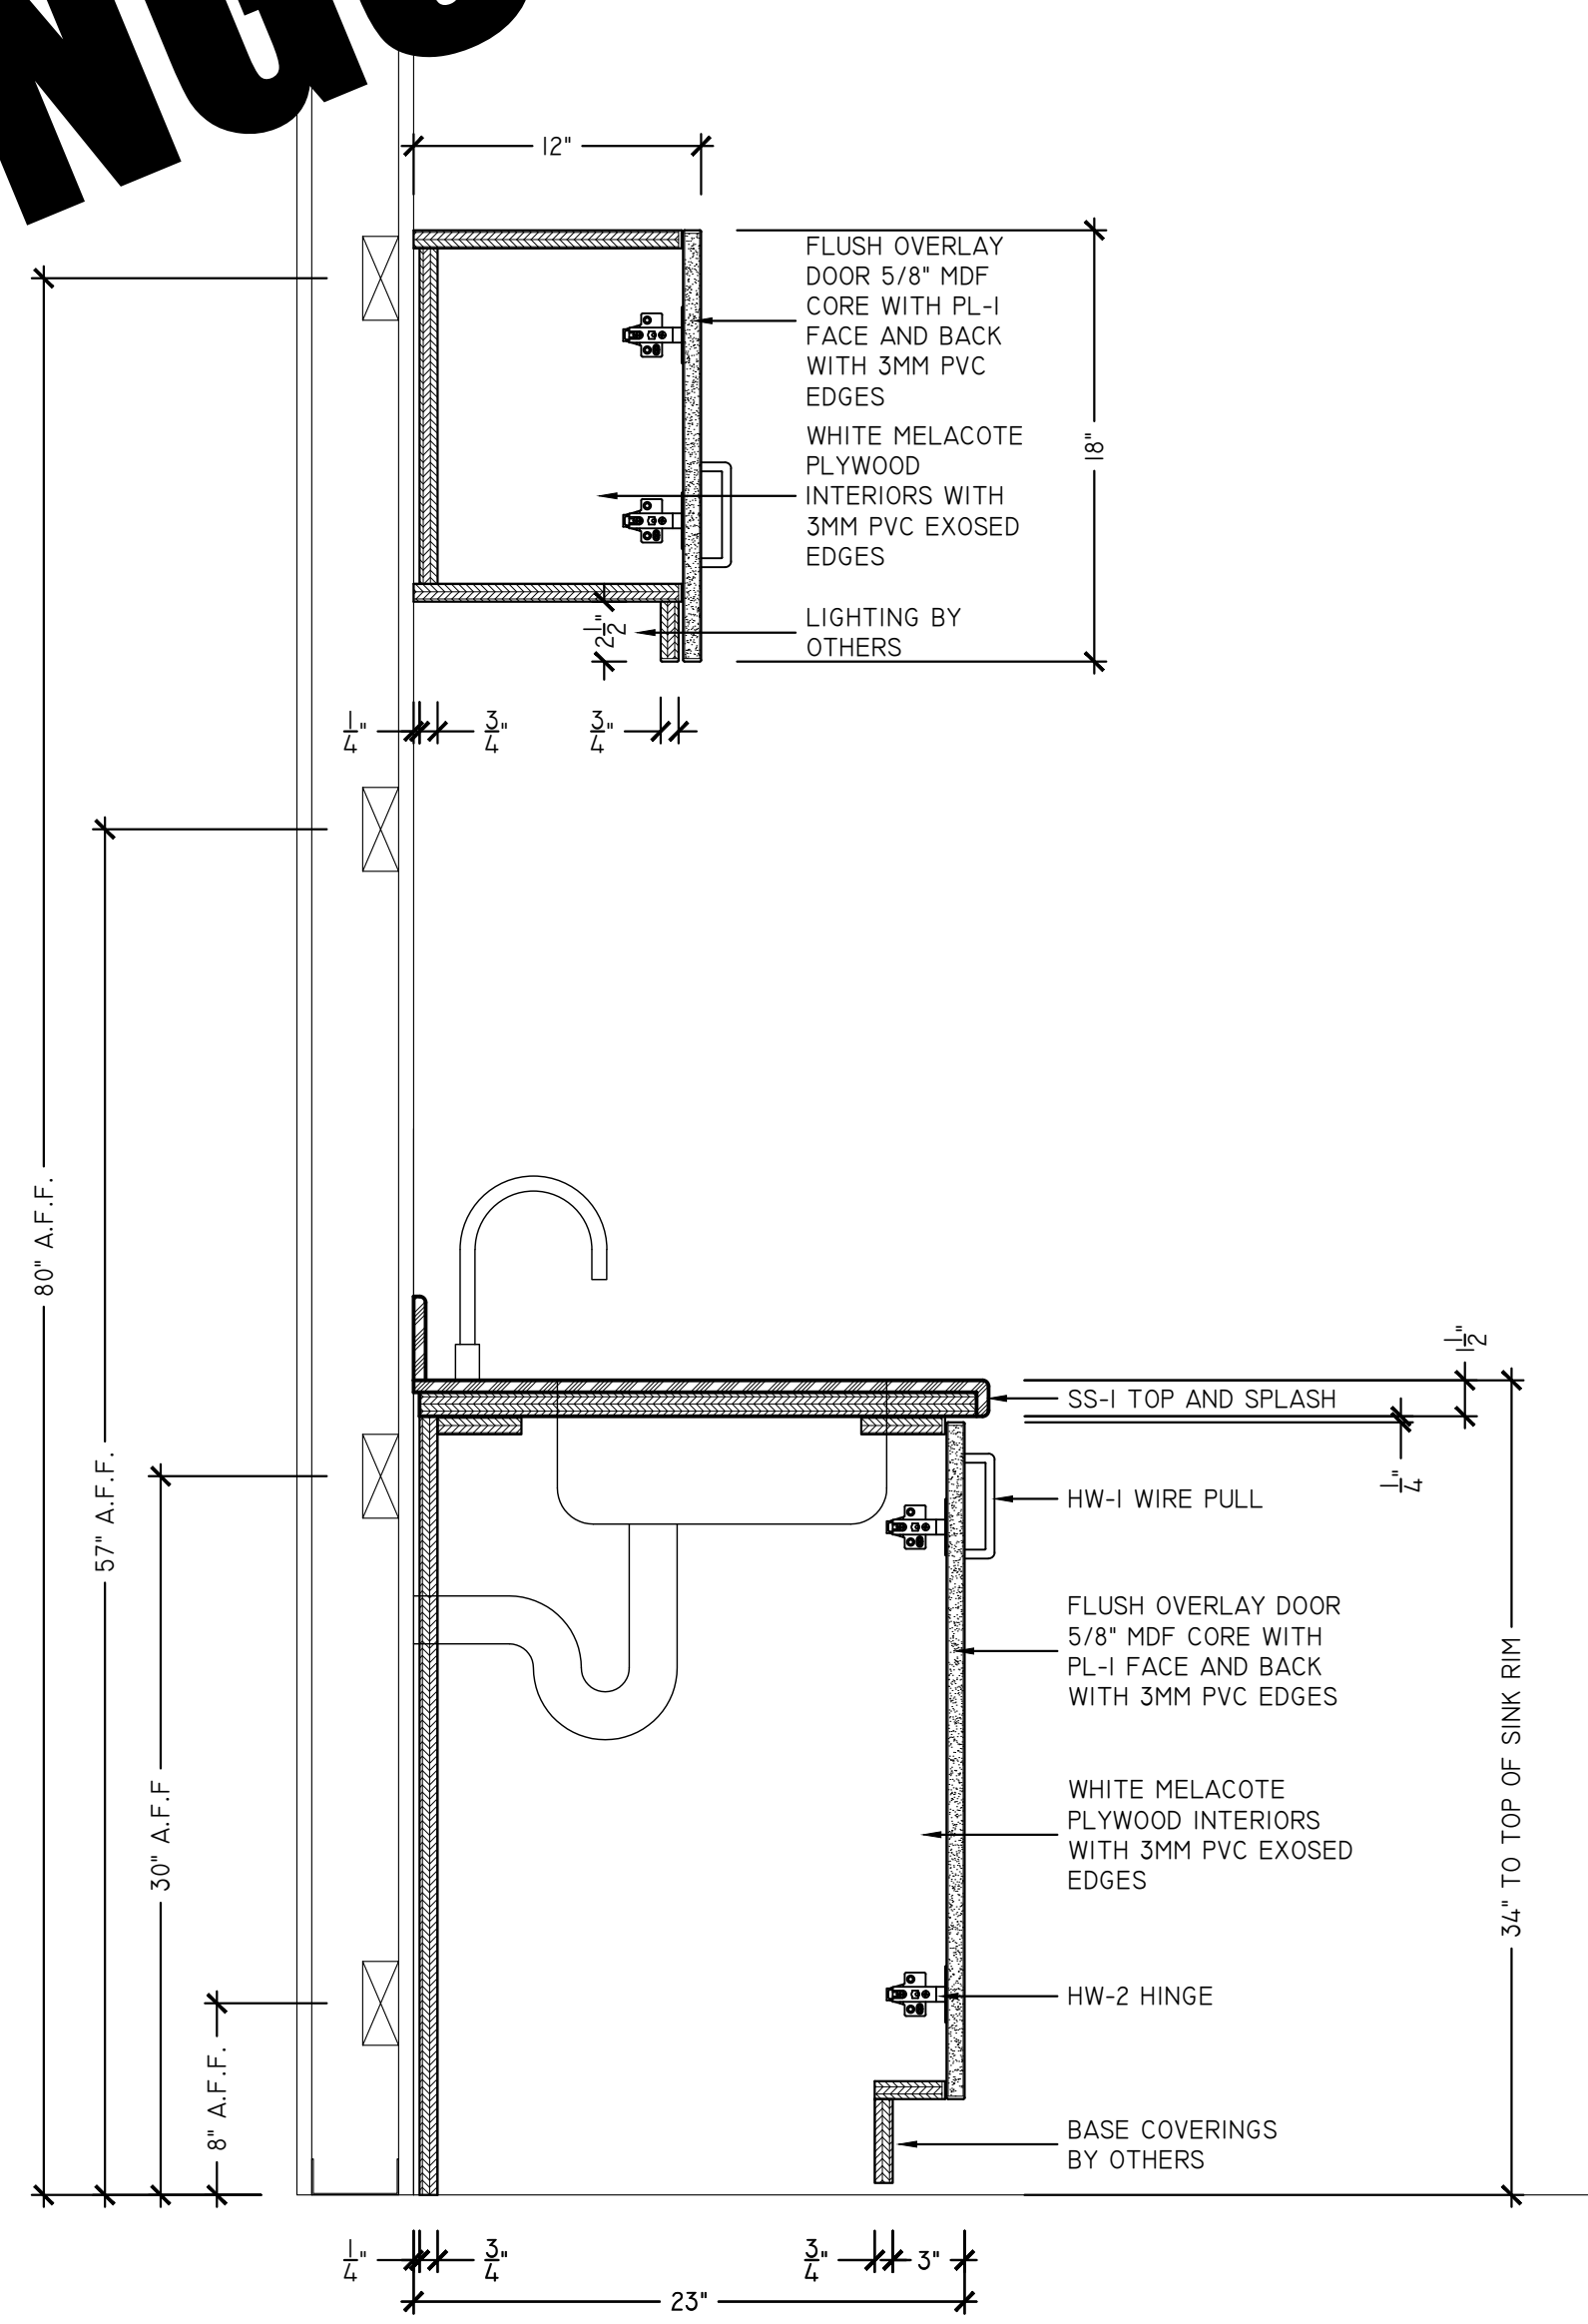 12"
FLUSH OVERLAY
DOOR 5/8" MDF
CORE WITH PL-1
FACE AND BACK
WITH 3MM PVC
EDGES
WHITE MELACOTE
PLYWOOD
INTERIORS WITH
3MM PVC EXOSED
EDGES
18"
LIGHTING BY
OTHERS
2 1/2"
1/4"
3/4"
3/4"
80" A.F.F.
57" A.F.F.
30" A.F.F
8" A.F.F.
1 1/2"
SS-1 TOP AND SPLASH
1/4"
HW-1 WIRE PULL
FLUSH OVERLAY DOOR
5/8" MDF CORE WITH
PL-1 FACE AND BACK
WITH 3MM PVC EDGES
WHITE MELACOTE
PLYWOOD INTERIORS
WITH 3MM PVC EXOSED
EDGES
34" TO TOP OF SINK RIM
HW-2 HINGE
BASE COVERINGS
BY OTHERS
1/4"
3/4"
3/4"
3"
23"